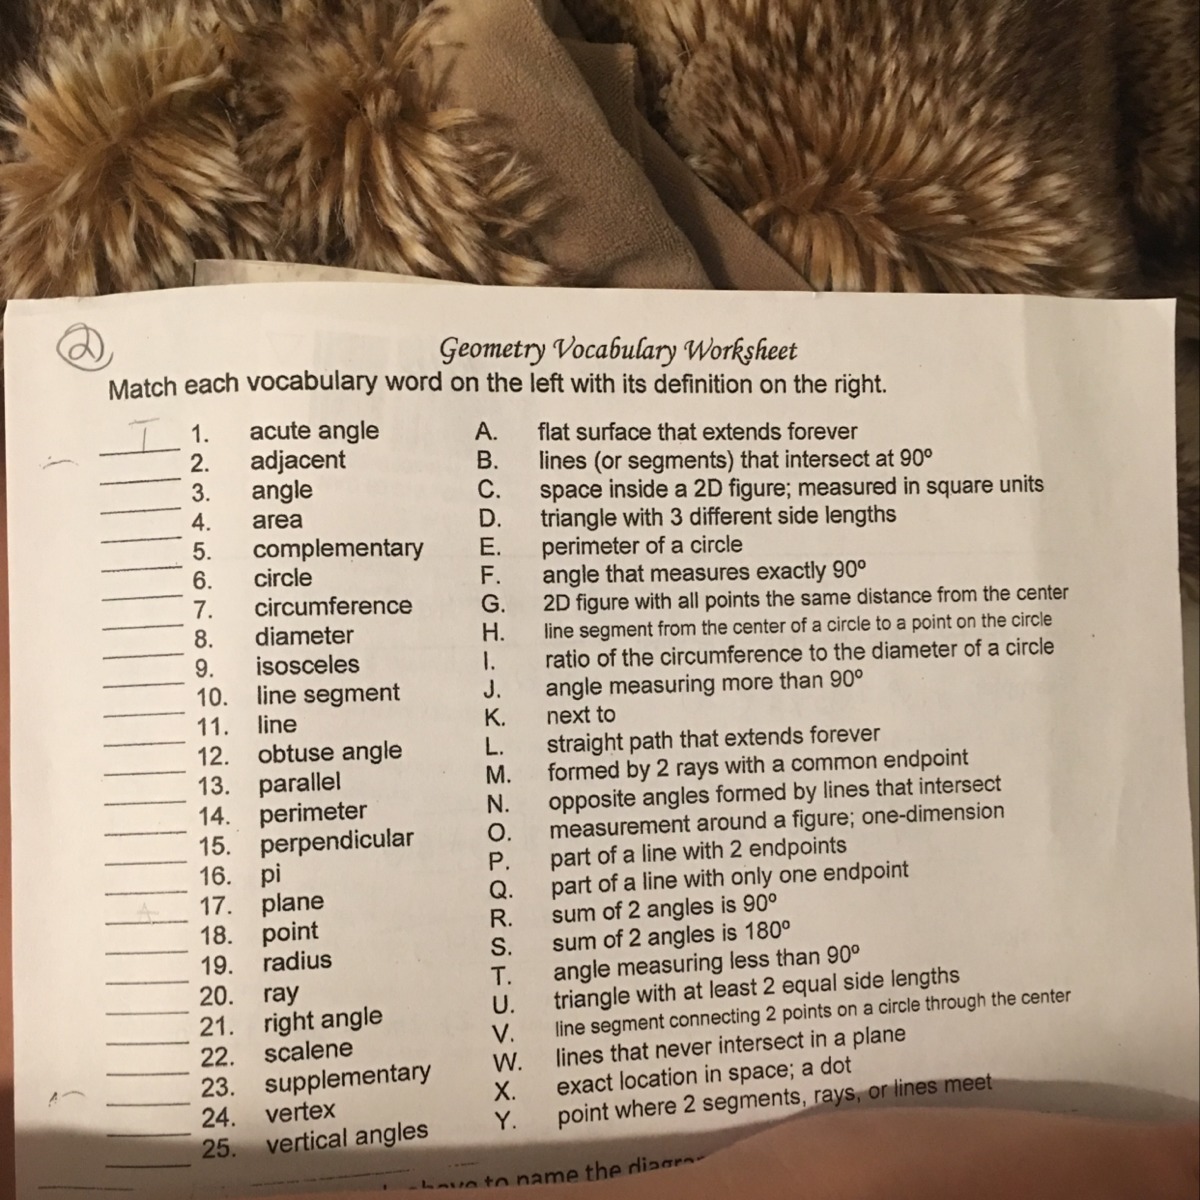 2
Geometry Vocabulary Worksheet
Match each vocabulary word on the left with its definition on the right.
1. acute angle A. flat surface that extends forever
2. adjacent B. lines (or segments) that intersect at 90º
3. angle C. space inside a 2D figure; measured in square units
4. area D. triangle with 3 different side lengths
5. complementary E. perimeter of a circle
6. circle F. angle that measures exactly 90º
7. circumference G. 2D figure with all points the same distance from the center
8. diameter H. line segment from the center of a circle to a point on the circle
9. isosceles I. ratio of the circumference to the diameter of a circle
10. line segment J. angle measuring more than 90º
11. line K. next to
12. obtuse angle L. straight path that extends forever
13. parallel M. formed by 2 rays with a common endpoint
14. perimeter N. opposite angles formed by lines that intersect
15. perpendicular O. measurement around a figure; one-dimension
16. pi P. part of a line with 2 endpoints
A 17. plane Q. part of a line with only one endpoint
18. point R. sum of 2 angles is 90º
19. radius S. sum of 2 angles is 180º
20. ray T. angle measuring less than 90º
21. right angle U. triangle with at least 2 equal side lengths
22. scalene V. line segment connecting 2 points on a circle through the center
23. supplementary W. lines that never intersect in a plane
24. vertex X. exact location in space; a dot
25. vertical angles Y. point where 2 segments, rays, or lines meet
have to name the